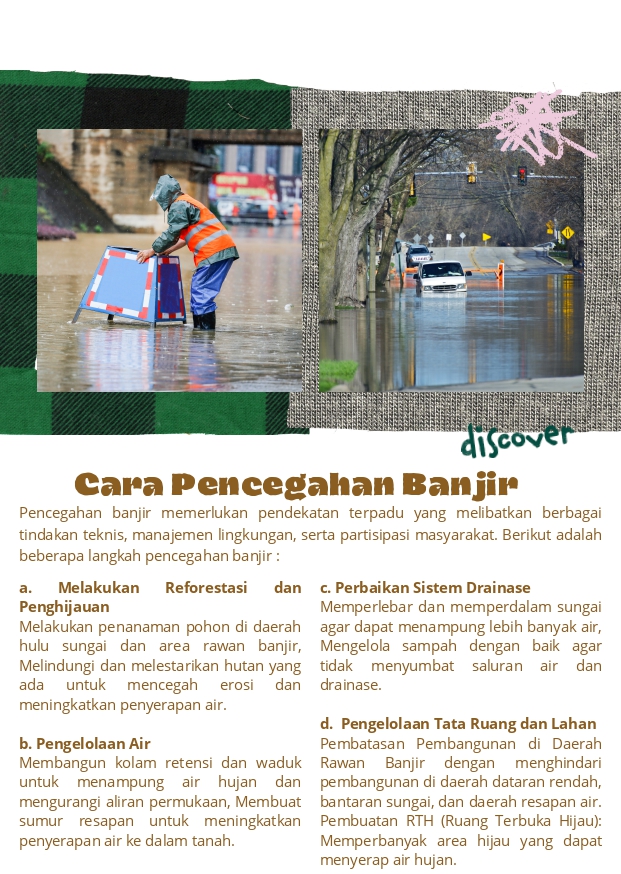 discover
Cara Pencegahan Banjir
Pencegahan banjir memerlukan pendekatan terpadu yang melibatkan berbagai
tindakan teknis, manajemen lingkungan, serta partisipasi masyarakat. Berikut adalah
beberapa langkah pencegahan banjir :
a. Melakukan Reforestasi dan
Penghijauan
Melakukan penanaman pohon di daerah
hulu sungai dan area rawan banjir,
Melindungi dan melestarikan hutan yang
ada untuk mencegah erosi dan
meningkatkan penyerapan air.
b. Pengelolaan Air
Membangun kolam retensi dan waduk
untuk menampung air hujan dan
mengurangi aliran permukaan, Membuat
sumur resapan untuk meningkatkan
penyerapan air ke dalam tanah.
c. Perbaikan Sistem Drainase
Memperlebar dan memperdalam sungai
agar dapat menampung lebih banyak air,
Mengelola sampah dengan baik agar
tidak menyumbat saluran air dan
drainase.
d. Pengelolaan Tata Ruang dan Lahan
Pembatasan Pembangunan di Daerah
Rawan Banjir dengan menghindari
pembangunan di daerah dataran rendah,
bantaran sungai, dan daerah resapan air.
Pembuatan RTH (Ruang Terbuka Hijau):
Memperbanyak area hijau yang dapat
menyerap air hujan.